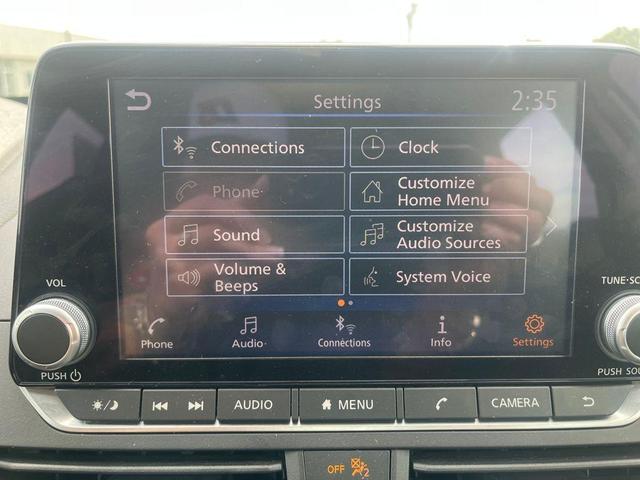 Settings
2:35
Connections
Clock
Phone
Customize
Home Menu
Sound
Customize
Audio Sources
Volume &
Beeps
System Voice
VOL
TUNE·SC
Phone
Audio
Connections
Info
Settings
PUSH
PUSH SOU
AUDIO
MENU
CAMERA
OFF
2